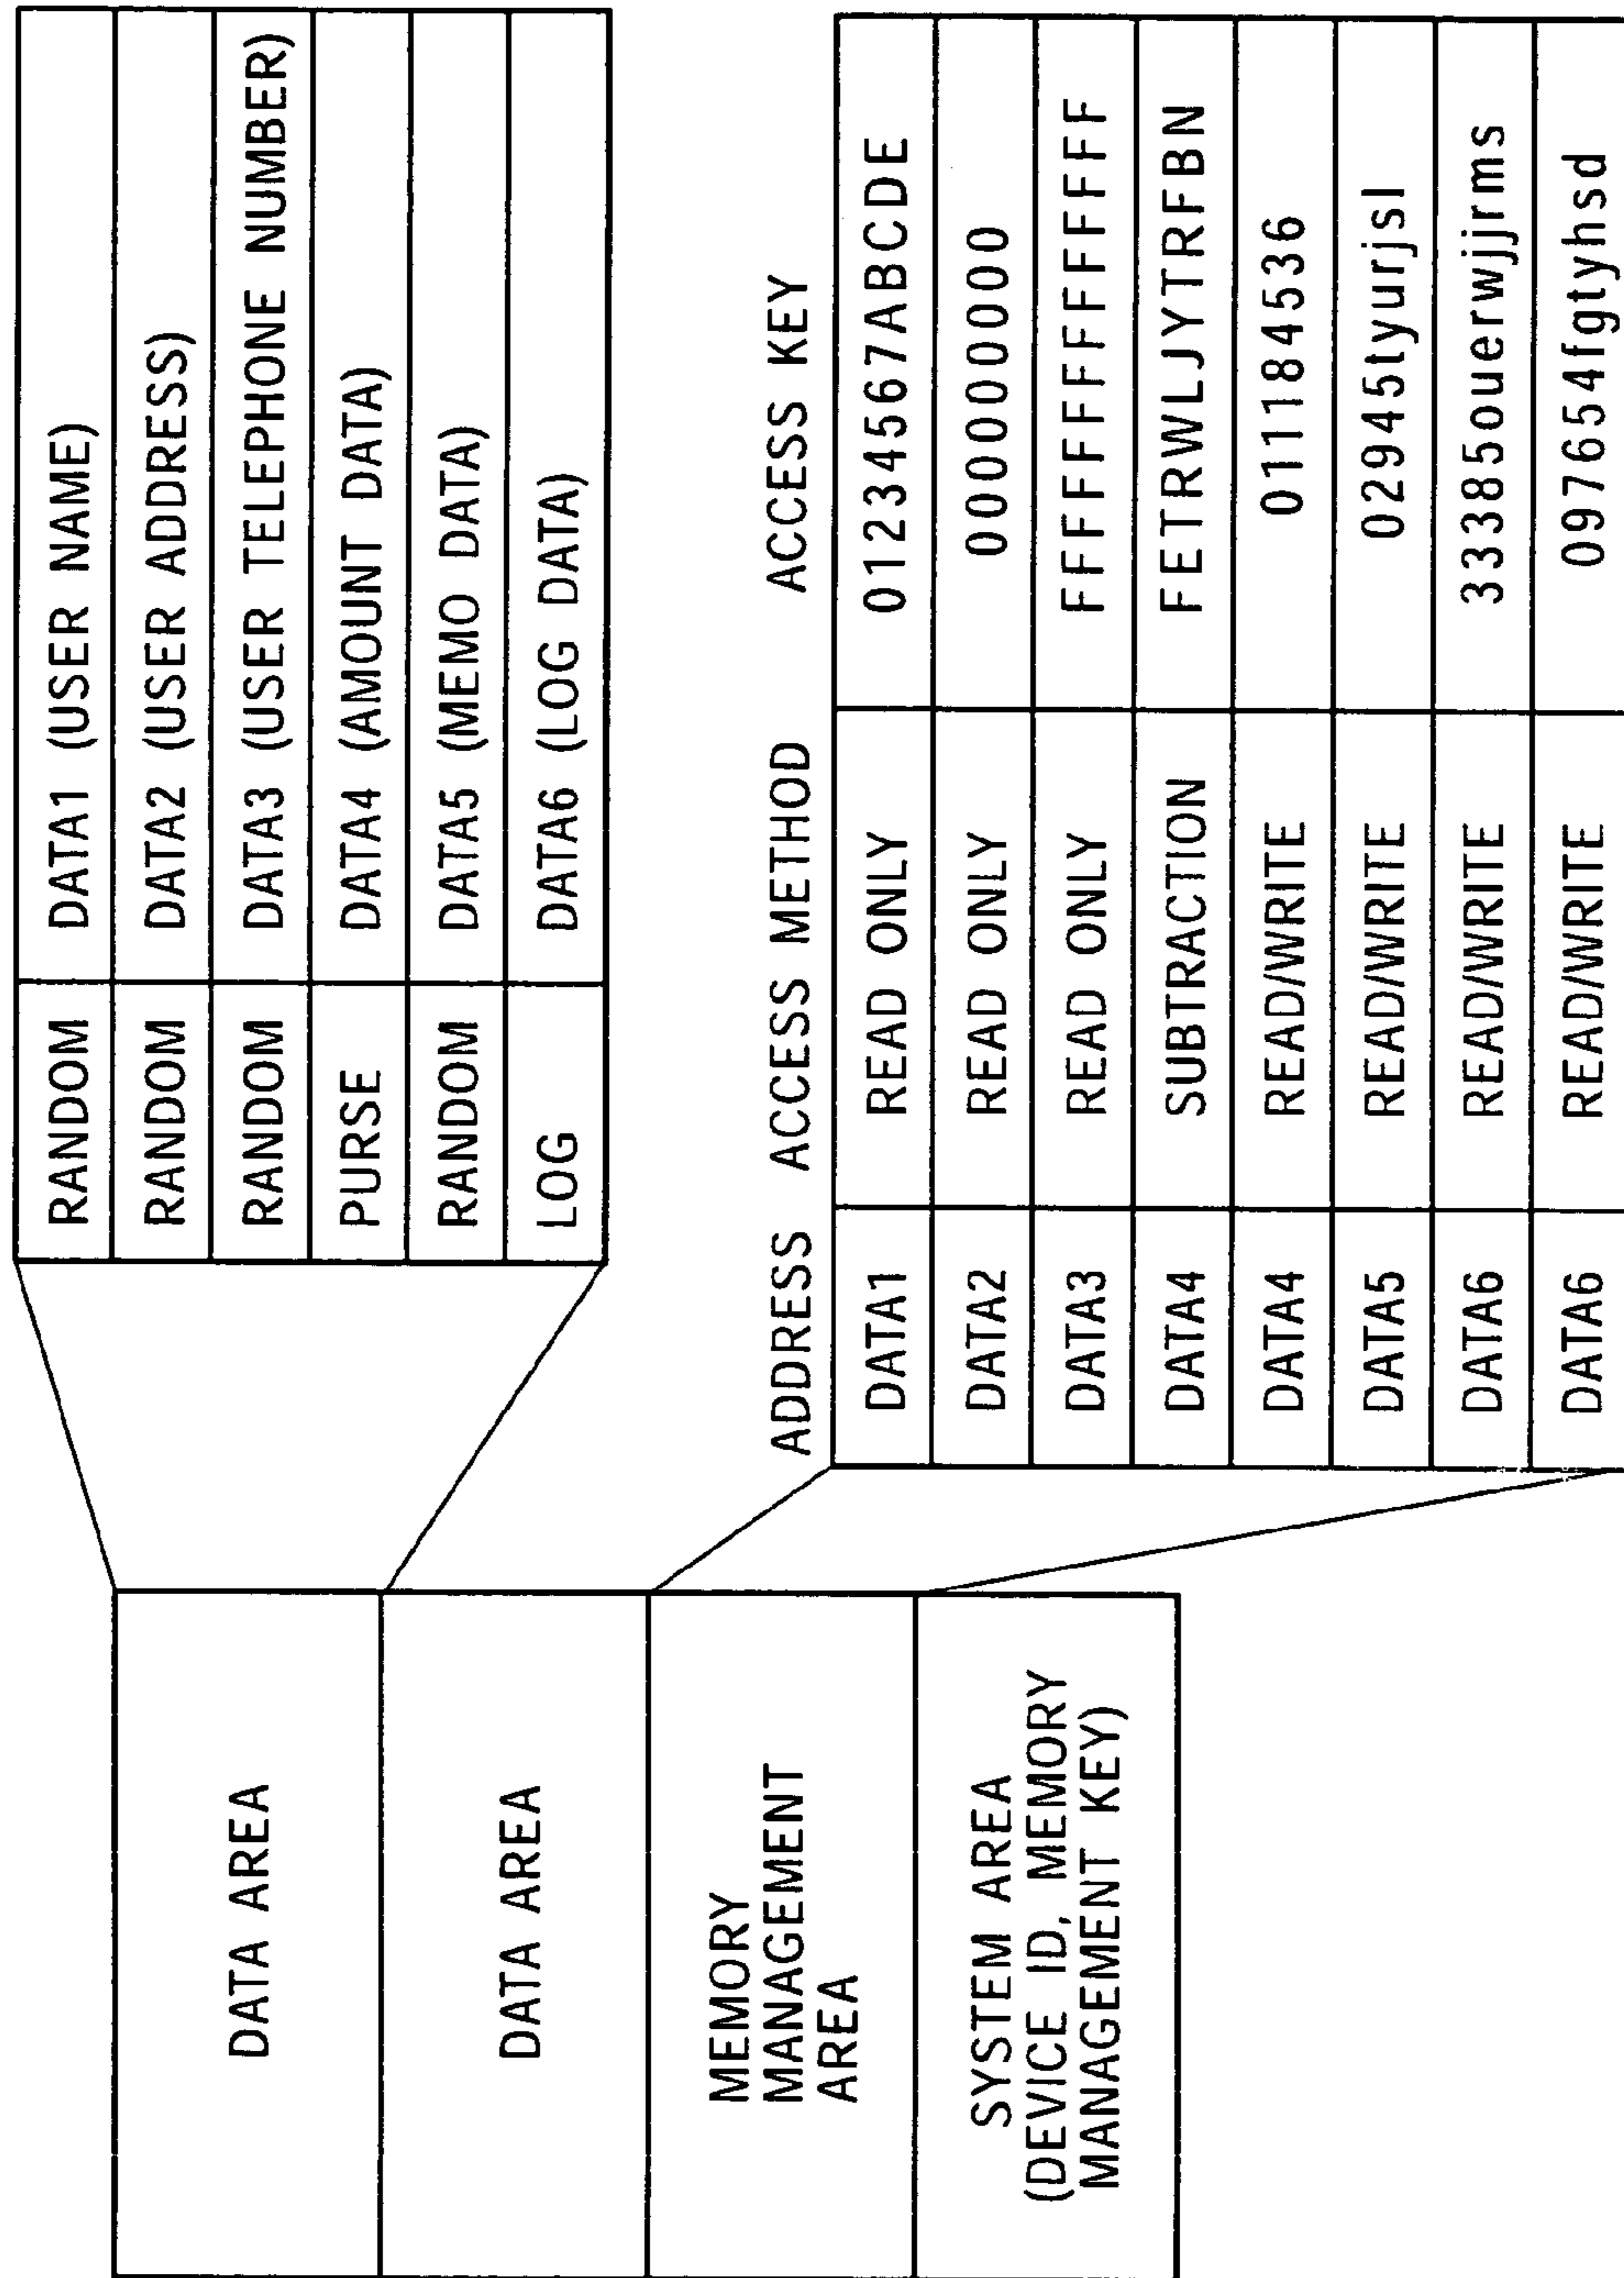 DATA AREA
DATA AREA
MEMORY
MANAGEMENT
AREA
SYSTEM AREA
(DEVICE ID, MEMORY
MANAGEMENT KEY)
RANDOM DATA1 (USER NAME)
RANDOM DATA2 (USER ADDRESS)
RANDOM DATA3 (USER TELEPHONE NUMBER)
PURSE DATA4 (AMOUNT DATA)
RANDOM DATA5 (MEMO DATA)
LOG DATA6 (LOG DATA)
ADDRESS ACCESS METHOD ACCESS KEY
DATA1 READ ONLY 01234567ABCDE
DATA2 READ ONLY 0000000000
DATA3 READ ONLY FFFFFFFFFFFFFF
DATA4 SUBTRACTION FETRWLJYTRFBN
DATA4 READ/WRITE 011184536
DATA5 READ/WRITE 02945tyurjsl
DATA6 READ/WRITE 33385ouerwjjrms
DATA6 READ/WRITE 097654fgtyhsd